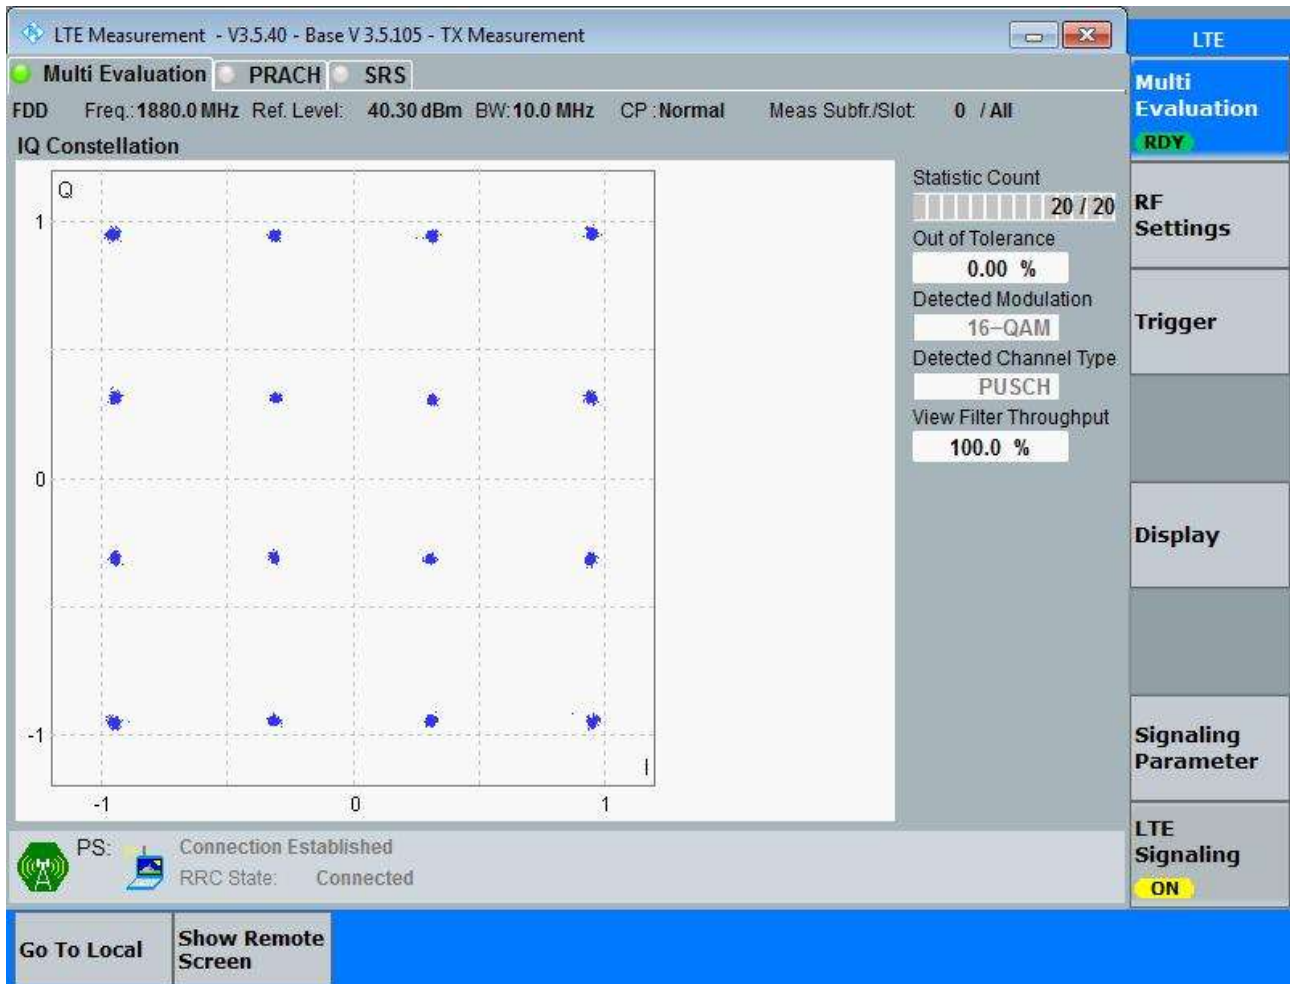 LTE Measurement - V3.5.40 - Base V 3.5.105 - TX Measurement
Multi Evaluation PRACH SRS
FDD Freq.: 1880.0 MHz Ref. Level: 40.30 dBm BW: 10.0 MHz CP : Normal Meas Subfr./Slot: 0 / All
IQ Constellation
Q
1
0
-1
I
-1 0 1
Statistic Count
20 / 20
Out of Tolerance
0.00 %
Detected Modulation
16-QAM
Detected Channel Type
PUSCH
View Filter Throughput
100.0 %
PS: Connection Established
RRC State: Connected
LTE
Multi
Evaluation
RDY
RF
Settings
Trigger
Display
Signaling
Parameter
LTE
Signaling
ON
Go To Local
Show Remote
Screen